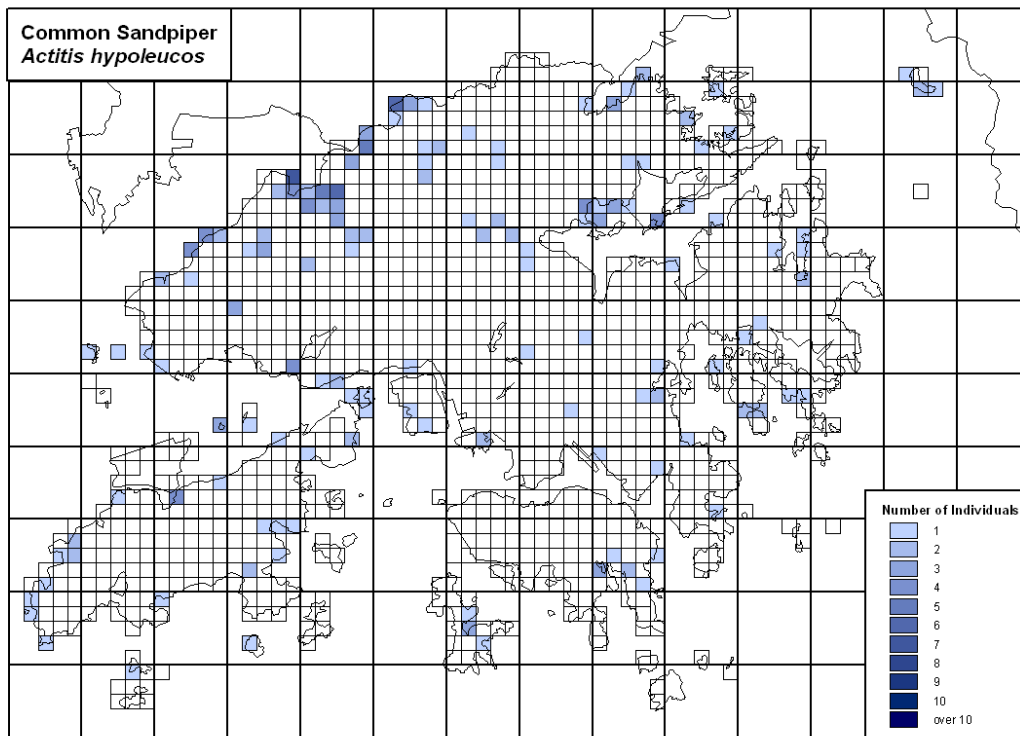 Common Sandpiper
Actitis hypoleucos
Number of Individuals
1
2
3
4
5
6
7
8
9
10
over 10